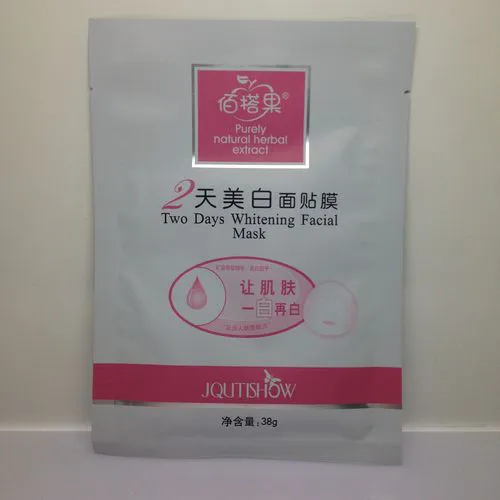 佰塔果®
Purely
natural herbal
extract
2天美白面贴膜
Two Days Whitening Facial
Mask
让肌肤
一白再白
JQUTISHOW
净含量:38g